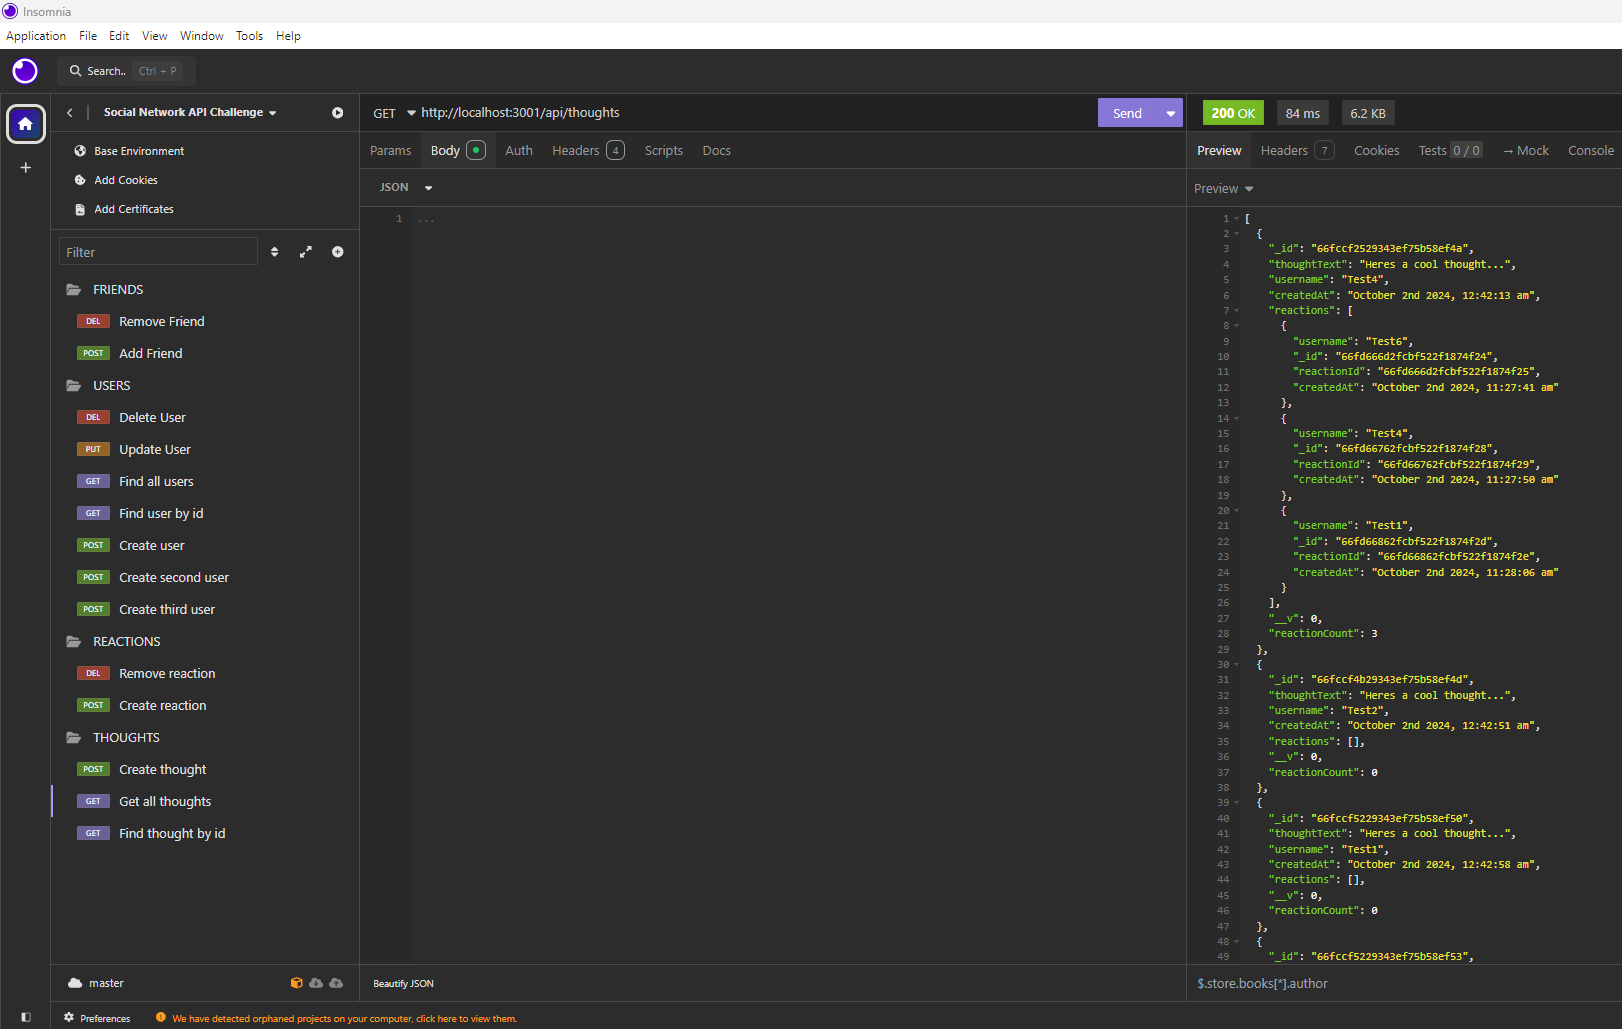 Insomnia
Application File Edit View Window Tools Help
Search.. Ctrl + P
Social Network API Challenge
Base Environment
Add Cookies
Add Certificates
Filter
FRIENDS
DEL Remove Friend
POST Add Friend
USERS
DEL Delete User
PUT Update User
GET Find all users
GET Find user by id
POST Create user
POST Create second user
POST Create third user
REACTIONS
DEL Remove reaction
POST Create reaction
THOUGHTS
POST Create thought
GET Get all thoughts
GET Find thought by id
master
Preferences
We have detected orphaned projects on your computer, click here to view them.
GET http://localhost:3001/api/thoughts Send
Params Body Auth Headers 4 Scripts Docs
JSON
1 ...
Beautify JSON
200 OK 84 ms 6.2 KB
Preview Headers 7 Cookies Tests 0 / 0 → Mock Console
Preview
1 [
2 {
3 "_id": "66fccf2529343ef75b58ef4a",
4 "thoughtText": "Heres a cool thought...",
5 "username": "Test4",
6 "createdAt": "October 2nd 2024, 12:42:13 am",
7 "reactions": [
8 {
9 "username": "Test6",
10 "_id": "66fd666d2fcbf522f1874f24",
11 "reactionId": "66fd666d2fcbf522f1874f25",
12 "createdAt": "October 2nd 2024, 11:27:41 am"
13 },
14 {
15 "username": "Test4",
16 "_id": "66fd66762fcbf522f1874f28",
17 "reactionId": "66fd66762fcbf522f1874f29",
18 "createdAt": "October 2nd 2024, 11:27:50 am"
19 },
20 {
21 "username": "Test1",
22 "_id": "66fd66862fcbf522f1874f2d",
23 "reactionId": "66fd66862fcbf522f1874f2e",
24 "createdAt": "October 2nd 2024, 11:28:06 am"
25 }
26 ],
27 "__v": 0,
28 "reactionCount": 3
29 },
30 {
31 "_id": "66fccf4b29343ef75b58ef4d",
32 "thoughtText": "Heres a cool thought...",
33 "username": "Test2",
34 "createdAt": "October 2nd 2024, 12:42:51 am",
35 "reactions": [],
36 "__v": 0,
37 "reactionCount": 0
38 },
39 {
40 "_id": "66fccf5229343ef75b58ef50",
41 "thoughtText": "Heres a cool thought...",
42 "username": "Test1",
43 "createdAt": "October 2nd 2024, 12:42:58 am",
44 "reactions": [],
45 "__v": 0,
46 "reactionCount": 0
47 },
48 {
49 "_id": "66fccf5229343ef75b58ef53",
$.store.books[*].author